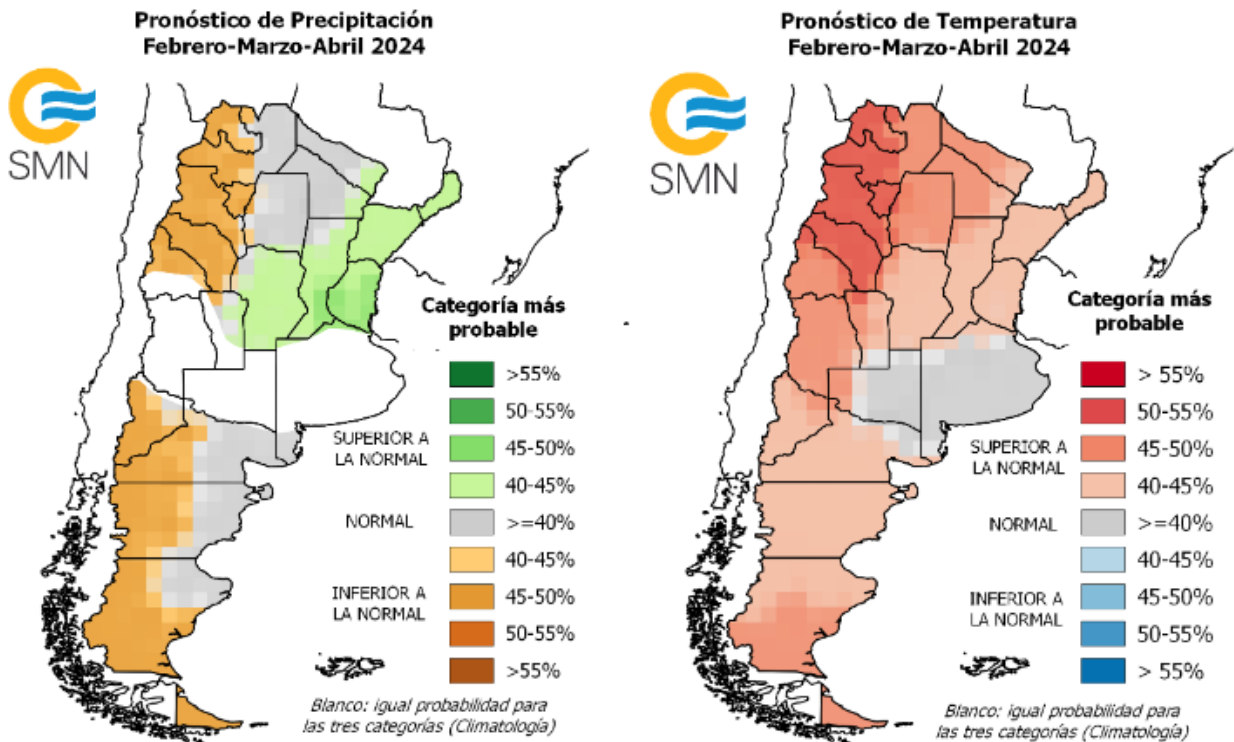 Pronóstico de Precipitación
Febrero-Marzo-Abril 2024
SMN
Categoría más
probable
>55%
50-55%
SUPERIOR A
LA NORMAL
45-50%
40-45%
NORMAL
>=40%
40-45%
INFERIOR A
LA NORMAL
45-50%
50-55%
>55%
Blanco: igual probabilidad para
las tres categorías (Climatología)
Pronóstico de Temperatura
Febrero-Marzo-Abril 2024
SMN
Categoría más
probable
> 55%
50-55%
SUPERIOR A
LA NORMAL
45-50%
40-45%
NORMAL
>=40%
40-45%
INFERIOR A
LA NORMAL
45-50%
50-55%
> 55%
Blanco: igual probabilidad para
las tres categorías (Climatología)